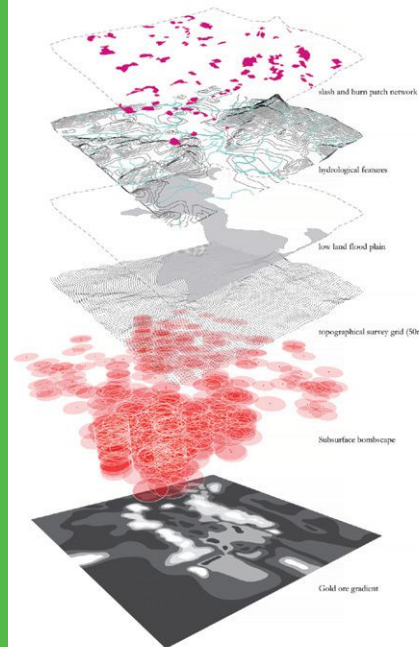 slash and burn patch network
hydrological features
low land flood plain
topographical survey grid (50
Subsurface bombscape
Gold ore gradient